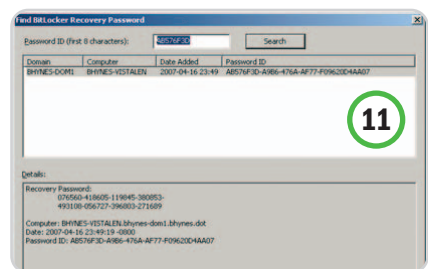 Find BitLocker Recovery Password
Password ID (first 8 characters): AB576F3D Search
Domain Computer Date Added Password ID
BHYNES-DOM1 BHYNES-VISTALEN 2007-04-16 23:49 AB576F3D-A9B6-476A-AF77-F09620D4AA07
11
Details:
Recovery Password:
076560-418605-119845-380853-
493108-056727-396803-271689
Computer: BHYNES-VISTALEN.bhynes-dom1.bhynes.dot
Date: 2007-04-16 23:49:19 -0800
Password ID: AB576F3D-A9B6-476A-AF77-F09620D4AA07